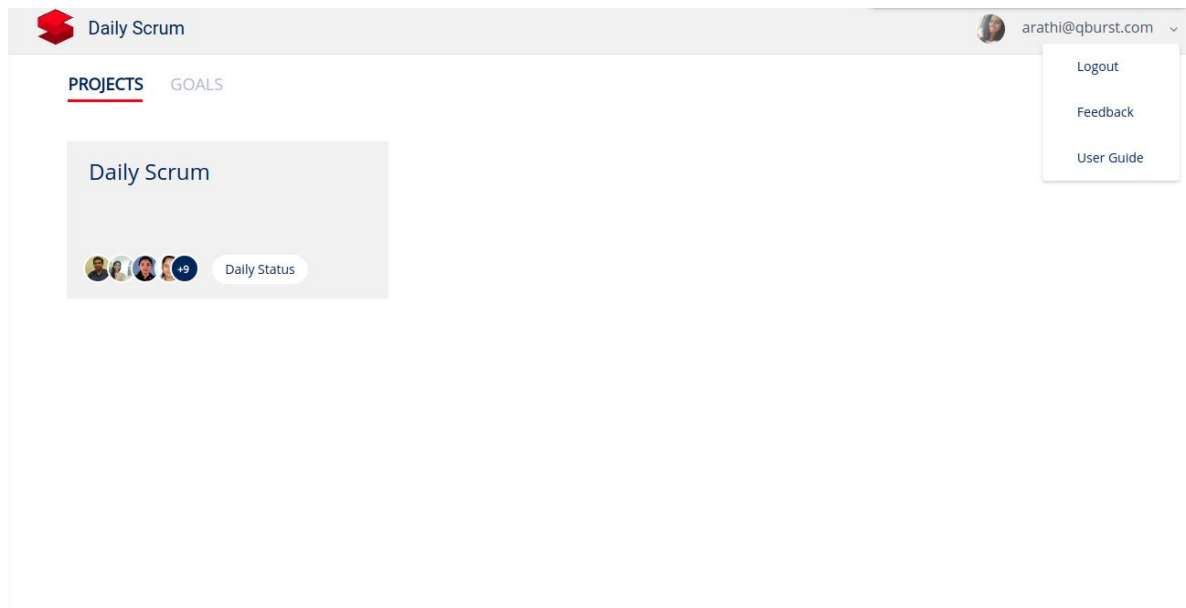 Daily Scrum
arathi@qburst.com
Logout
Feedback
User Guide
PROJECTS GOALS
Daily Scrum
+9
Daily Status